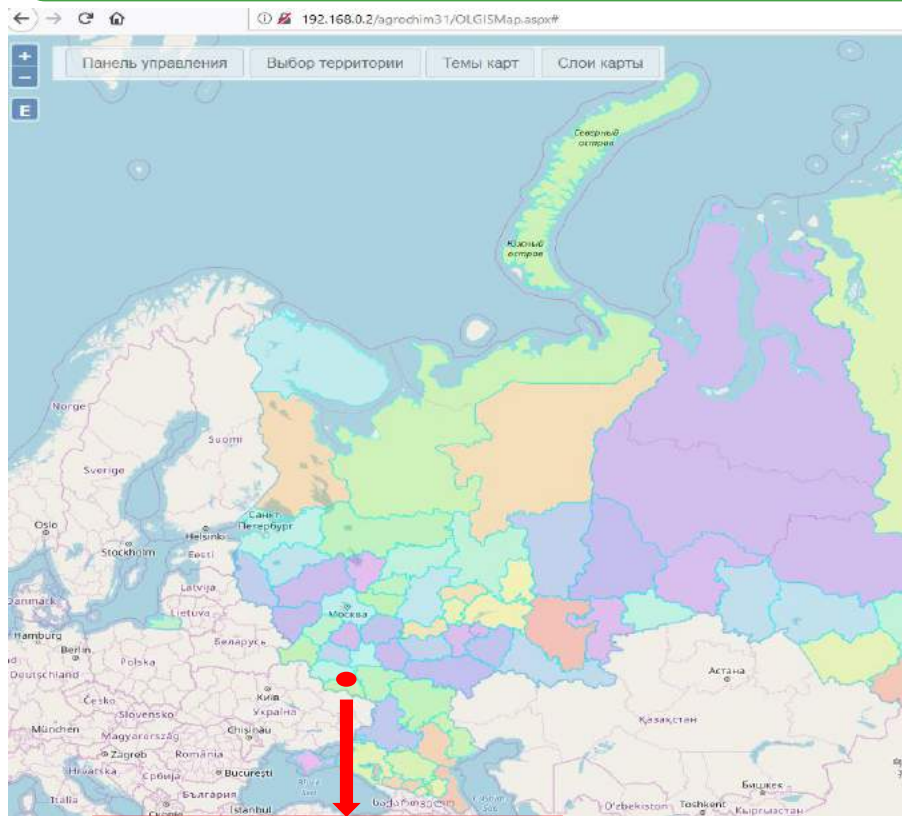 192.168.0.2/agrochim31/OLGISMap.aspx#
+
−
Панель управления
Выбор территории
Темы карт
Слои карты
E
Северный
остров
Южный
остров
Norge
Suomi
Sverige
Санкт-
Петербург
Oslo
Helsinki
Stockholm
Eesti
Latvija
Danmark
Lietuva
Москва
Hamburg
Беларусь
Berlin
Polska
Deutschland
Астана
Česko
Київ
Slovensko
Україна
Қазақстан
München
Magyarország
Chișinău
Zagreb
România
Hrvatska
Србија
București
България
Italia
Istanbul
საქართველო
Бишкек
O'zbekiston
Toshkent
Кыргызстан